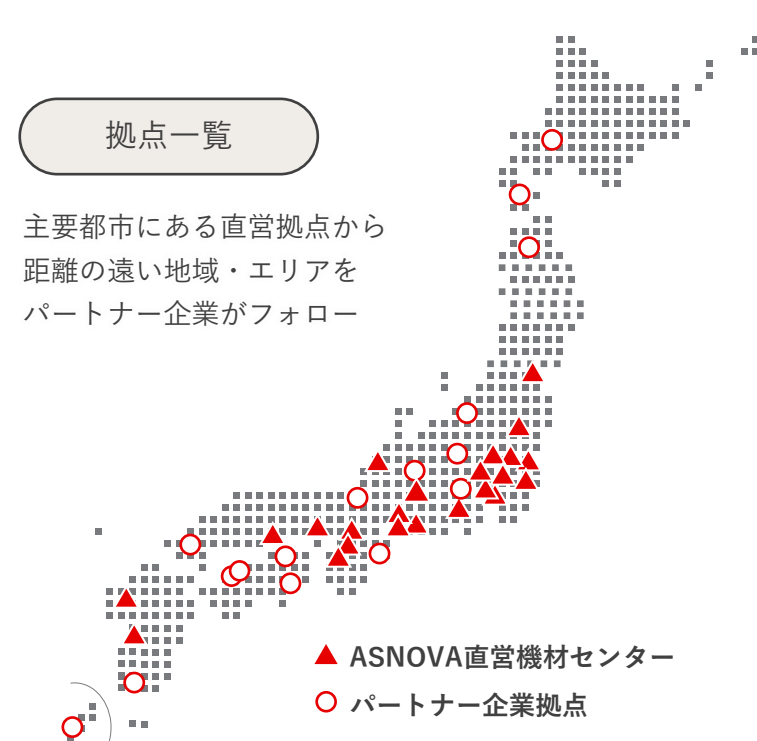 拠点一覧
主要都市にある直営拠点から
距離の遠い地域・エリアを
パートナー企業がフォロー
ASNOVA直営機材センター
パートナー企業拠点